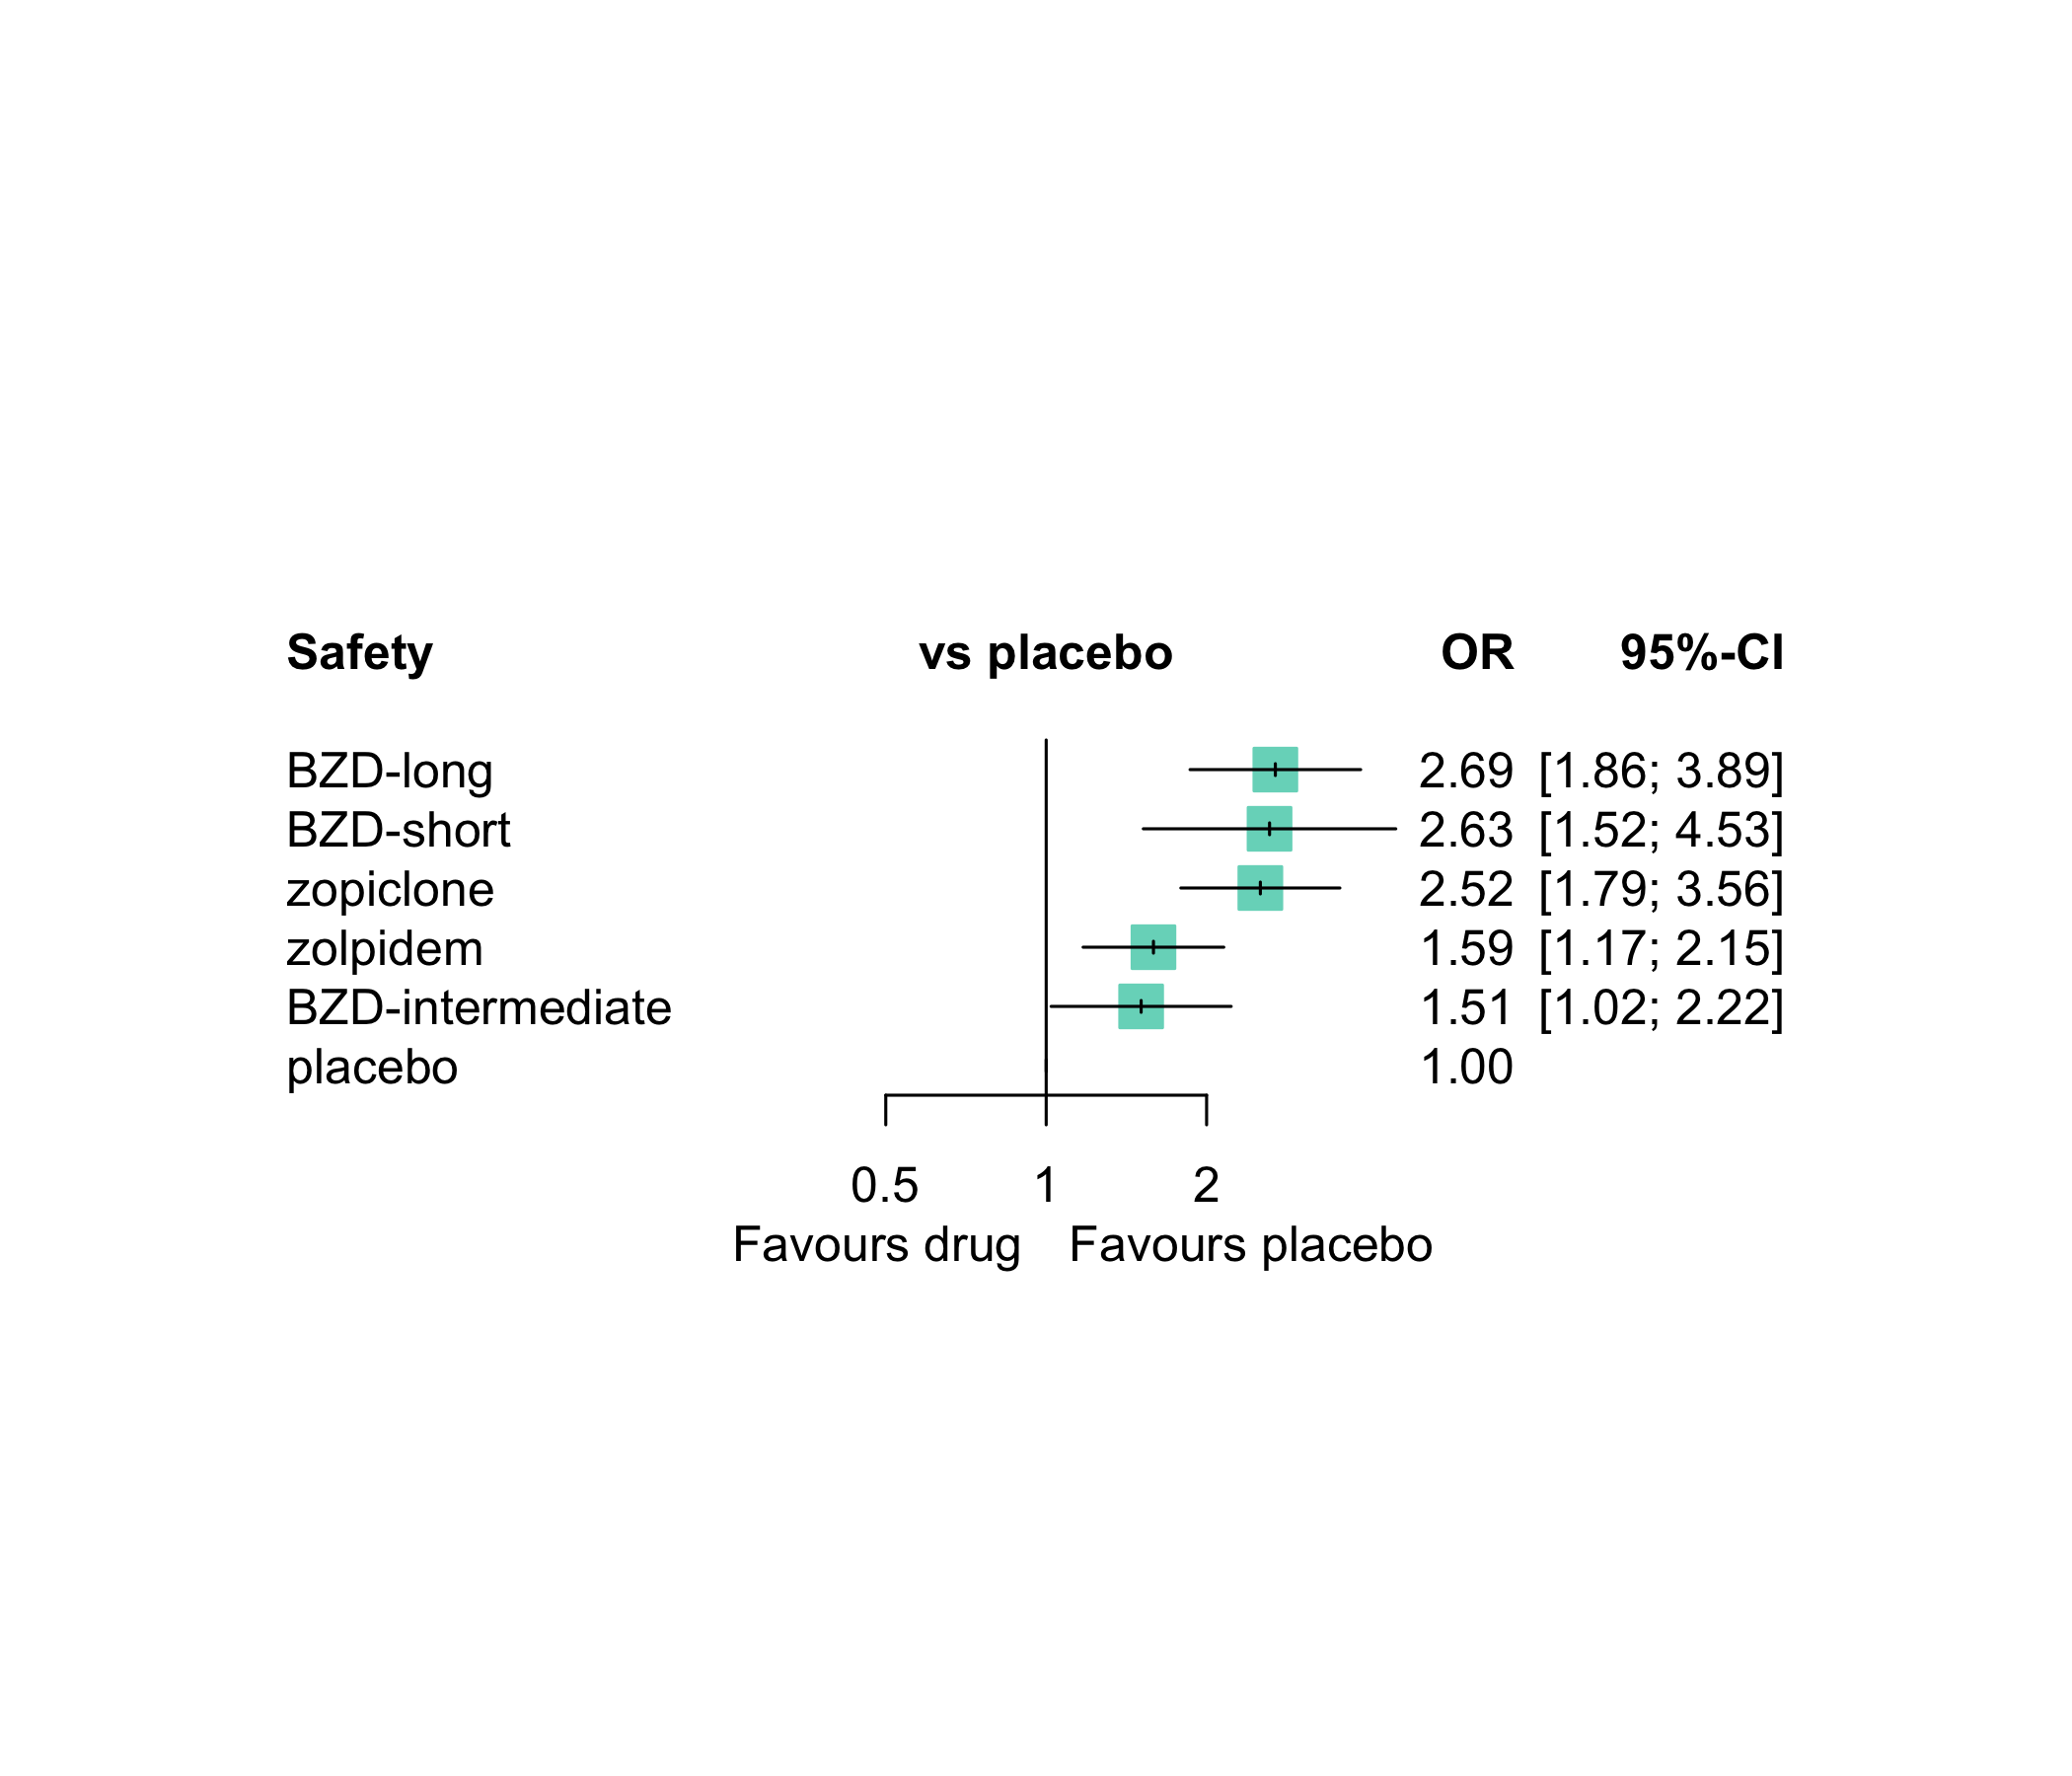 Safety vs placebo OR 95%-CI
BZD-long 2.69 [1.86; 3.89]
BZD-short 2.63 [1.52; 4.53]
zopiclone 2.52 [1.79; 3.56]
zolpidem 1.59 [1.17; 2.15]
BZD-intermediate 1.51 [1.02; 2.22]
placebo 1.00
0.5 1 2
Favours drug Favours placebo